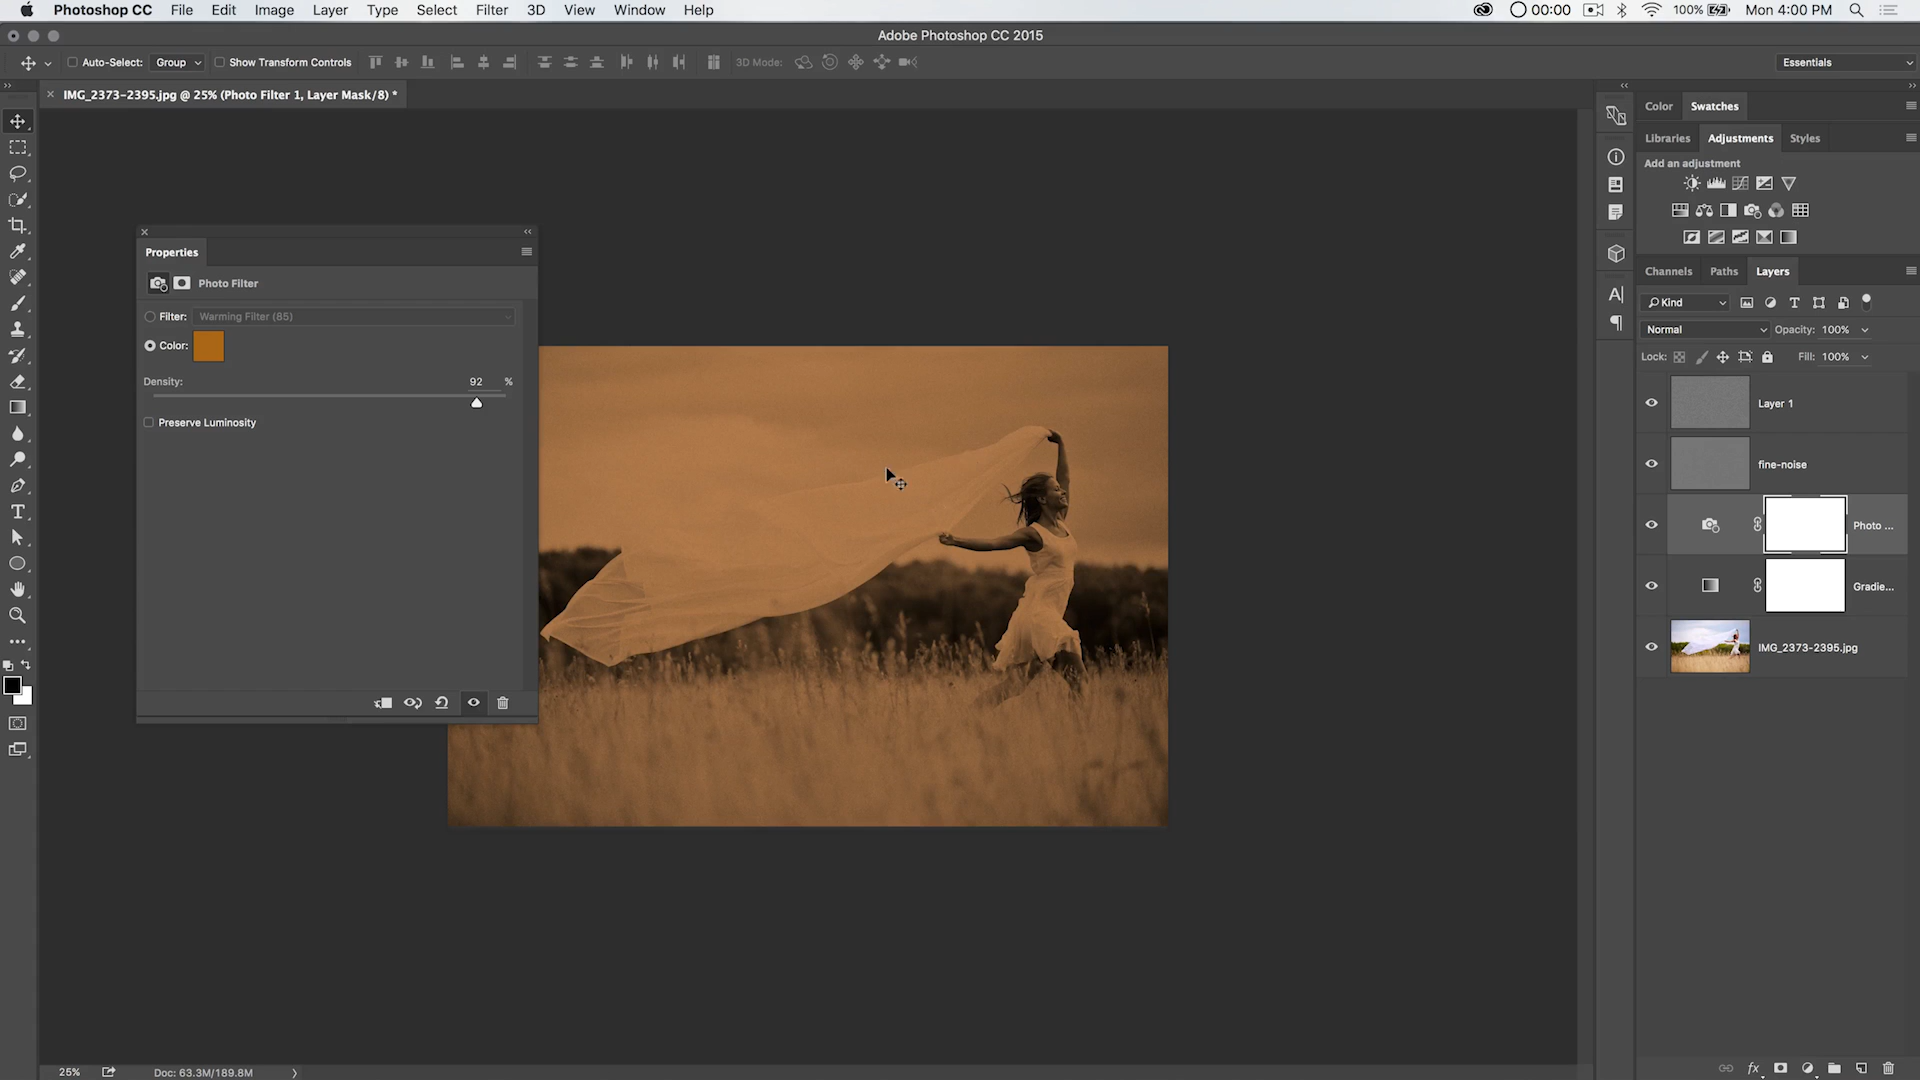 Photoshop CC File Edit Image Layer Type Select Filter 3D View Window Help 00:00 100% Mon 4:00 PM
Adobe Photoshop CC 2015
Auto-Select: Group Show Transform Controls 3D Mode: Essentials
IMG_2373-2395.jpg @ 25% (Photo Filter 1, Layer Mask/8) *
Color Swatches
Libraries Adjustments Styles
Add an adjustment
Properties
Photo Filter
Filter: Warming Filter (85)
Color:
Density: 92 %
Preserve Luminosity
Channels Paths Layers
Kind
Normal Opacity: 100%
Lock: Fill: 100%
Layer 1
fine-noise
Photo ...
Gradie...
IMG_2373-2395.jpg
25% Doc: 63.3M/189.8M
fx